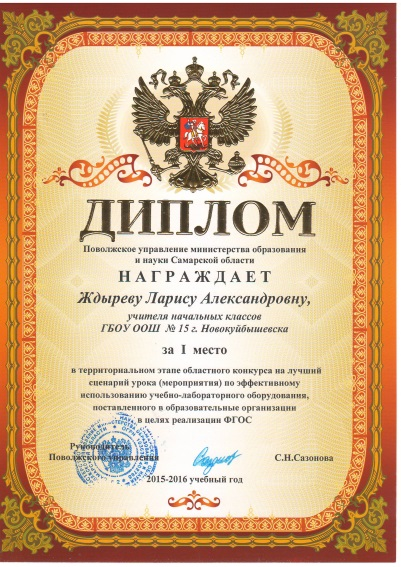 ДИПЛОМ
Поволжское управление министерства образования
и науки Самарской области
НАГРАЖДАЕТ
Ждыреву Ларису Александровну,
учителя начальных классов
ГБОУ ООШ № 15 г. Новокуйбышевска
за I место
в территориальном этапе областного конкурса на лучший
сценарий урока (мероприятия) по эффективному
использованию учебно-лабораторного оборудования,
поставленного в образовательные организации
в целях реализации ФГОС
Руководитель
Поволжского управления С.Н.Сазонова
2015-2016 учебный год